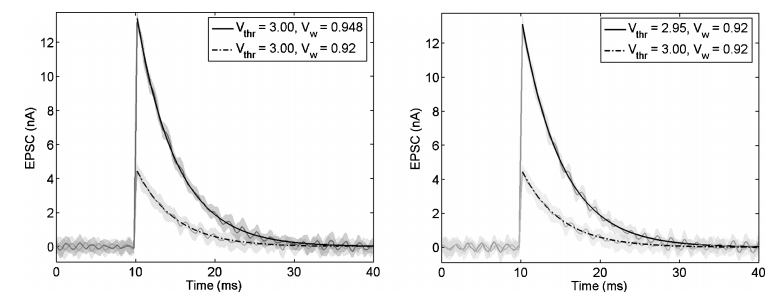 V_thr = 3.00, V_w = 0.948
V_thr = 3.00, V_w = 0.92
EPSC (nA)
12
10
8
6
4
2
0
0 10 20 30 40
Time (ms)
V_thr = 2.95, V_w = 0.92
V_thr = 3.00, V_w = 0.92
EPSC (nA)
12
10
8
6
4
2
0
0 10 20 30 40
Time (ms)